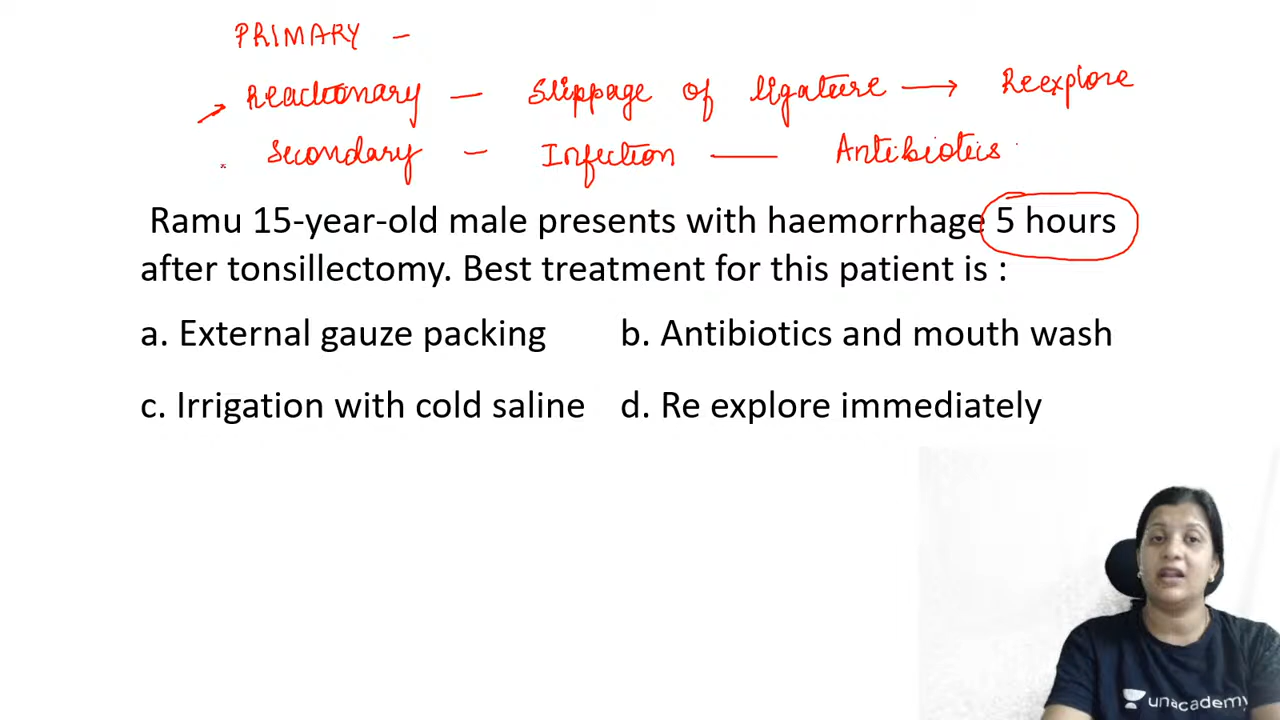 PRIMARY -
Reactionary - Slippage of ligature → Reexplore
Secondary - Infection — Antibiotics
Ramu 15-year-old male presents with haemorrhage 5 hours
after tonsillectomy. Best treatment for this patient is :
a. External gauze packing b. Antibiotics and mouth wash
c. Irrigation with cold saline d. Re explore immediately
unacademy